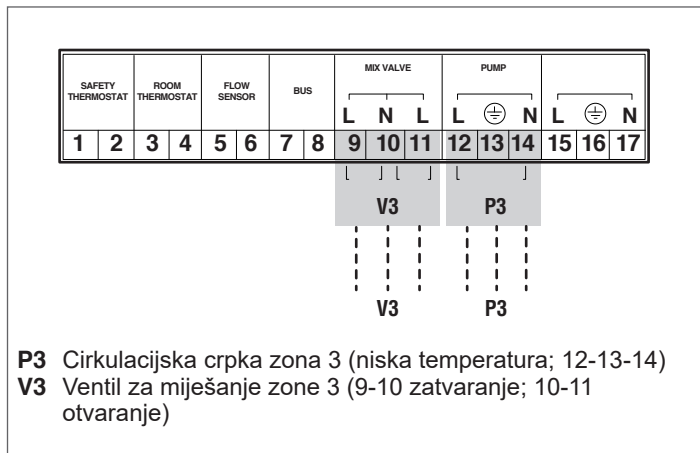 MIX VALVE PUMP
SAFETY THERMOSTAT ROOM THERMOSTAT FLOW SENSOR BUS
L N L L N L N
1 2 3 4 5 6 7 8 9 10 11 12 13 14 15 16 17
V3 P3
V3 P3
P3 Cirkulacijska crpka zona 3 (niska temperatura; 12-13-14)
V3 Ventil za miješanje zone 3 (9-10 zatvaranje; 10-11
otvaranje)